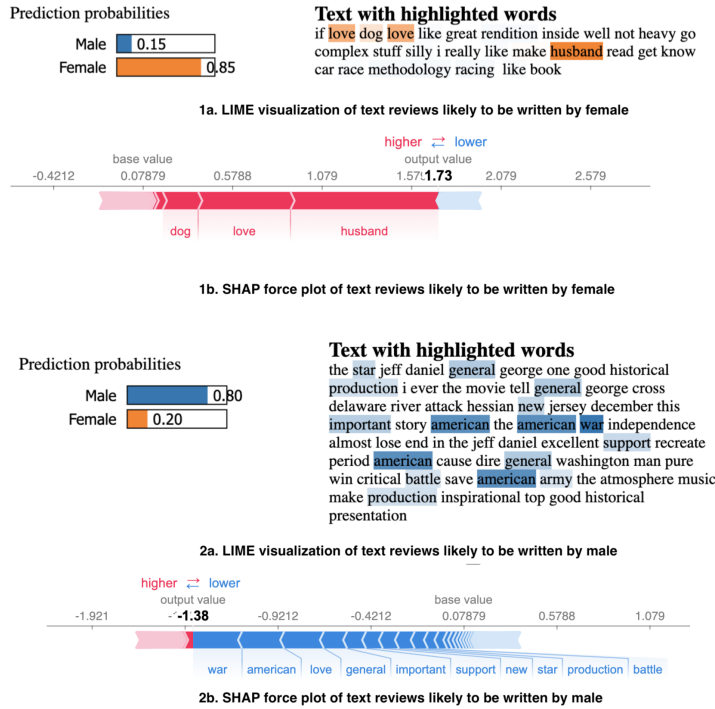 Prediction probabilities
Male 0.15
Female 0.85
Text with highlighted words
if love dog love like great rendition inside well not heavy go
complex stuff silly i really like make husband read get know
car race methodology racing like book
1a. LIME visualization of text reviews likely to be written by female
higher lower
base value output value
-0.4212 0.07879 0.5788 1.079 1.579 1.73 2.079 2.579
dog love husband
1b. SHAP force plot of text reviews likely to be written by female
Prediction probabilities
Male 0.80
Female 0.20
Text with highlighted words
the star jeff daniel general george one good historical
production i ever the movie tell general george cross
delaware river attack hessian new jersey december this
important story american the american war independence
almost lose end in the jeff daniel excellent support recreate
period american cause dire general washington man pure
win critical battle save american army the atmosphere music
make production inspirational top good historical
presentation
2a. LIME visualization of text reviews likely to be written by male
higher lower
output value base value
-1.921 -1.38 -0.9212 -0.4212 0.07879 0.5788 1.079
war american love general important support new star production battle
2b. SHAP force plot of text reviews likely to be written by male